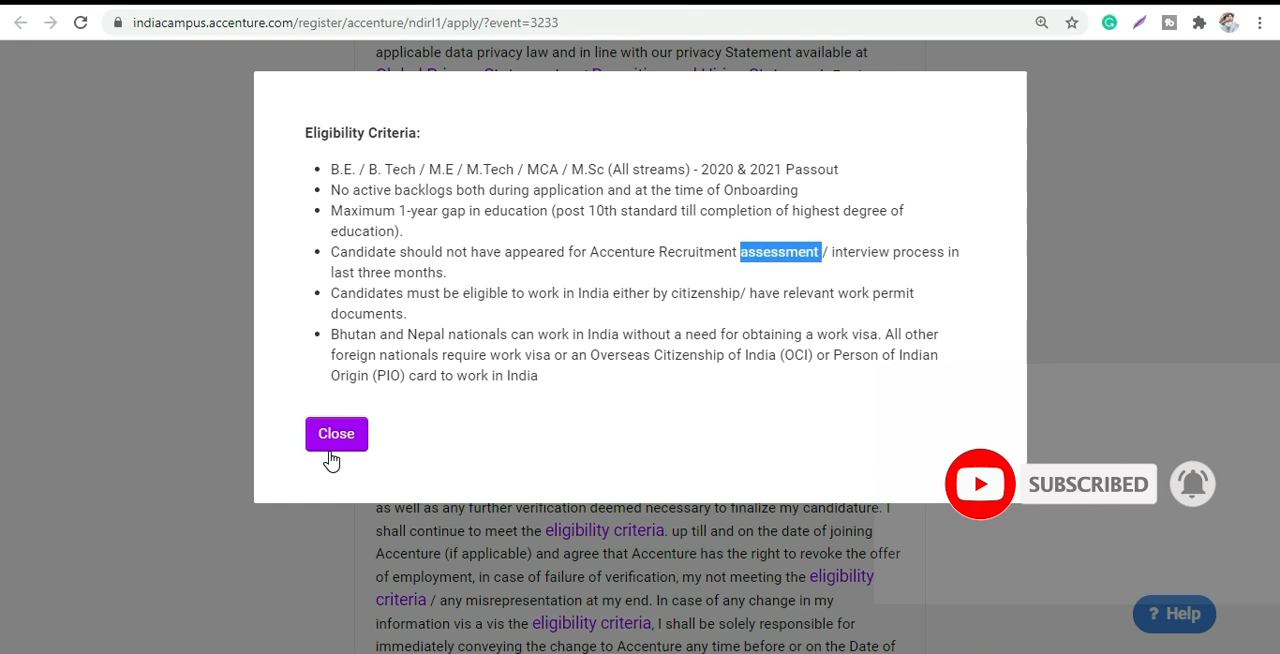 indiacampus.accenture.com/register/accenture/ndirl1/apply/?event=3233
applicable data privacy law and in line with our privacy Statement available at
Eligibility Criteria:
B.E. / B. Tech / M.E / M.Tech / MCA / M.Sc (All streams) - 2020 & 2021 Passout
No active backlogs both during application and at the time of Onboarding
Maximum 1-year gap in education (post 10th standard till completion of highest degree of
education).
Candidate should not have appeared for Accenture Recruitment assessment / interview process in
last three months.
Candidates must be eligible to work in India either by citizenship/ have relevant work permit
documents.
Bhutan and Nepal nationals can work in India without a need for obtaining a work visa. All other
foreign nationals require work visa or an Overseas Citizenship of India (OCI) or Person of Indian
Origin (PIO) card to work in India
Close
SUBSCRIBED
as well as any further verification deemed necessary to finalize my candidature. I
shall continue to meet the eligibility criteria. up till and on the date of joining
Accenture (if applicable) and agree that Accenture has the right to revoke the offer
of employment, in case of failure of verification, my not meeting the eligibility
criteria / any misrepresentation at my end. In case of any change in my
information vis a vis the eligibility criteria, I shall be solely responsible for
immediately conveying the change to Accenture any time before or on the Date of
? Help